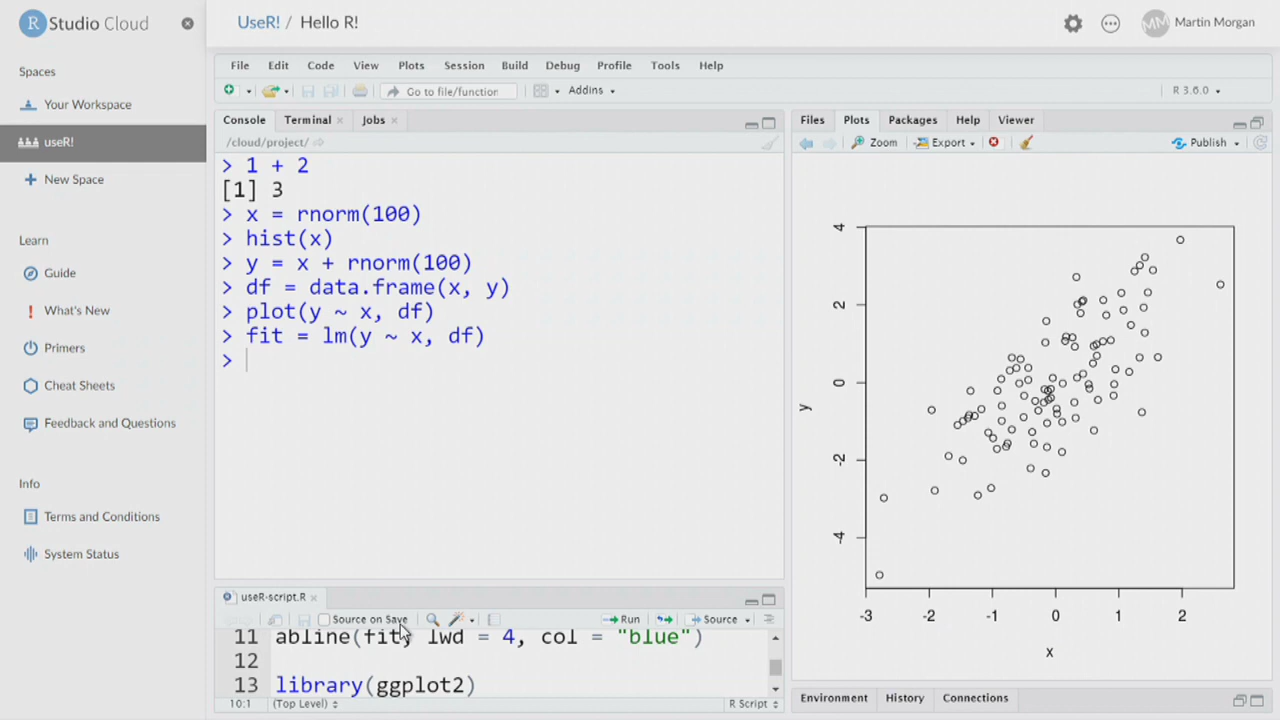 R Studio Cloud
UseR! / Hello R!
MM Martin Morgan
Spaces
Your Workspace
useR!
New Space
Learn
Guide
What's New
Primers
Cheat Sheets
Feedback and Questions
Info
Terms and Conditions
System Status
File Edit Code View Plots Session Build Debug Profile Tools Help
Go to file/function Addins R 3.6.0
Console Terminal Jobs
/cloud/project/
> 1 + 2
[1] 3
> x = rnorm(100)
> hist(x)
> y = x + rnorm(100)
> df = data.frame(x, y)
> plot(y ~ x, df)
> fit = lm(y ~ x, df)
>
useR-script.R
Source on Save Run Source
11 abline(fit, lwd = 4, col = "blue")
12
13 library(ggplot2)
10:1 (Top Level) R Script
Files Plots Packages Help Viewer
Zoom Export Publish
4
2
0
-2
-4
y
-3 -2 -1 0 1 2
x
Environment History Connections